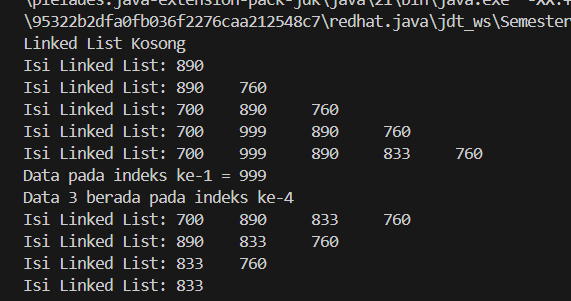 \pleiades.java-extension-pack-jdk\java\21\bin\java.exe' '-XX:+
\95322b2dfa0fb036f2276caa212548c7\redhat.java\jdt_ws\Semester
Linked List Kosong
Isi Linked List: 890
Isi Linked List: 890 760
Isi Linked List: 700 890 760
Isi Linked List: 700 999 890 760
Isi Linked List: 700 999 890 833 760
Data pada indeks ke-1 = 999
Data 3 berada pada indeks ke-4
Isi Linked List: 700 890 833 760
Isi Linked List: 890 833 760
Isi Linked List: 833 760
Isi Linked List: 833